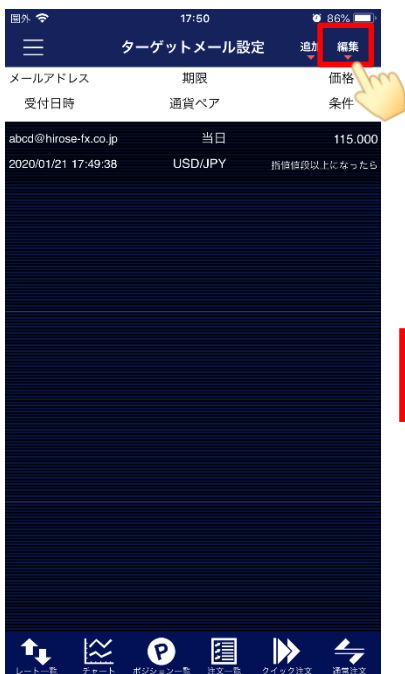 圏外 17:50 86%
ターゲットメール設定 追加 編集
メールアドレス 期限 価格
受付日時 通貨ペア 条件
abcd@hirose-fx.co.jp 当日 115.000
2020/01/21 17:49:38 USD/JPY 指値値段以上になったら
P
レート一覧 チャート ポジション一覧 注文一覧 クイック注文 通常注文